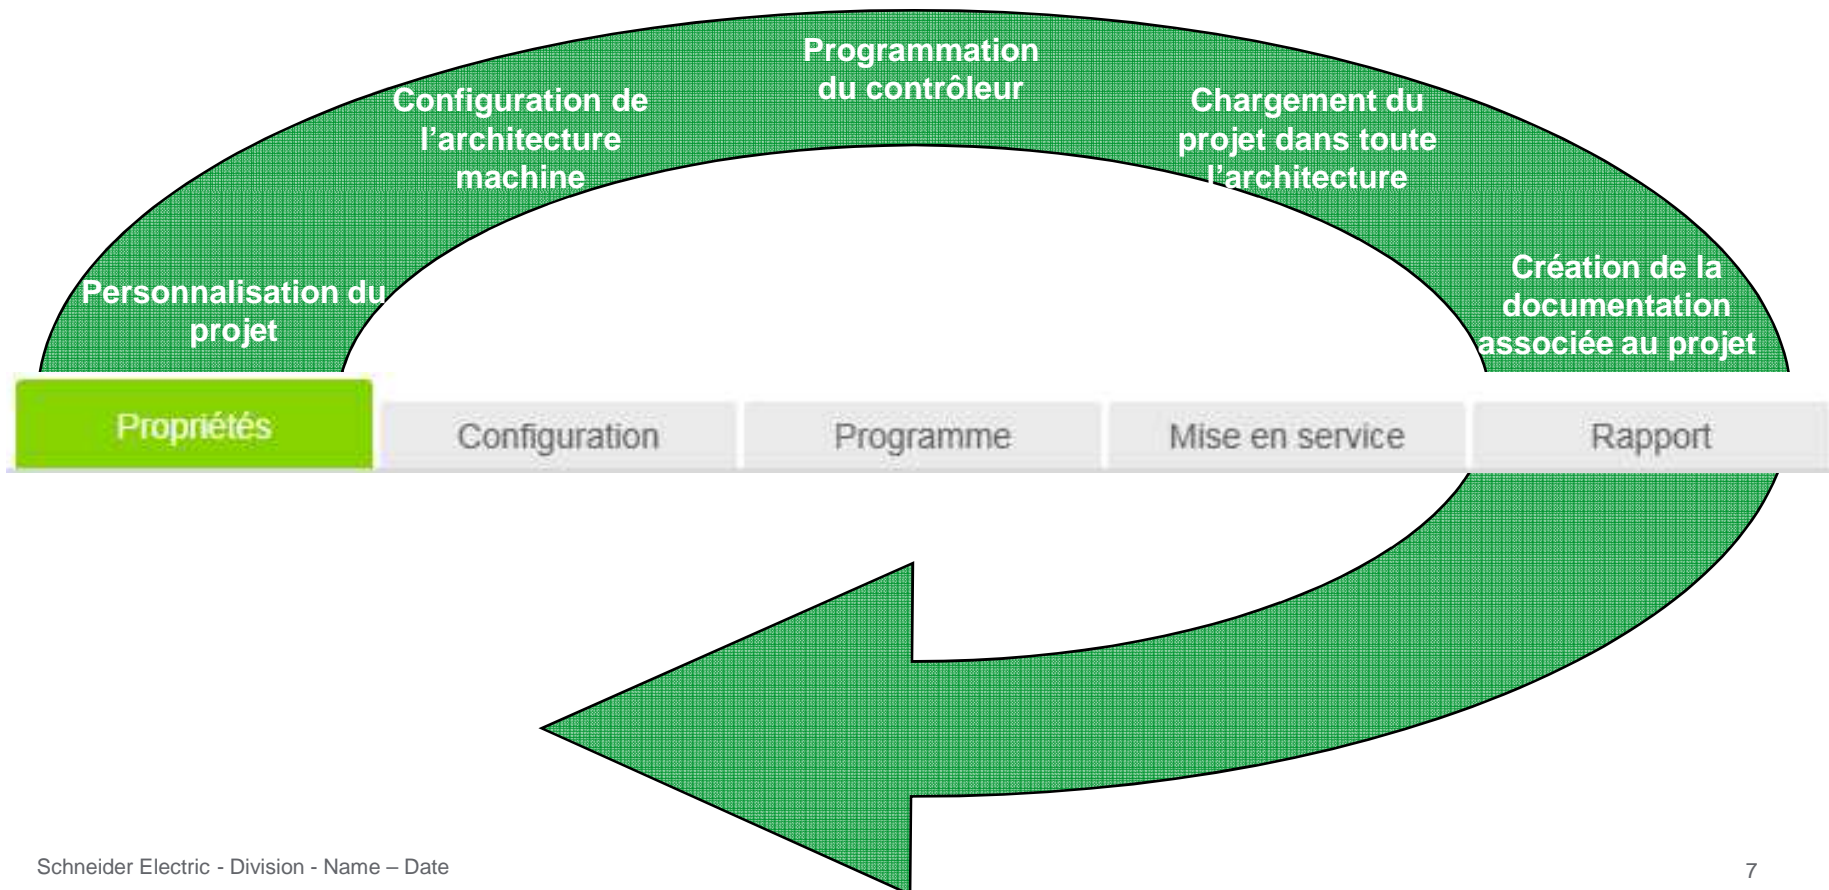 Programmation
du contrôleur
Configuration de
l’architecture
machine
Chargement du
projet dans toute
l’architecture
Personnalisation du
projet
Création de la
documentation
associée au projet
Propriétés
Configuration
Programme
Mise en service
Rapport
Schneider Electric - Division - Name – Date
7